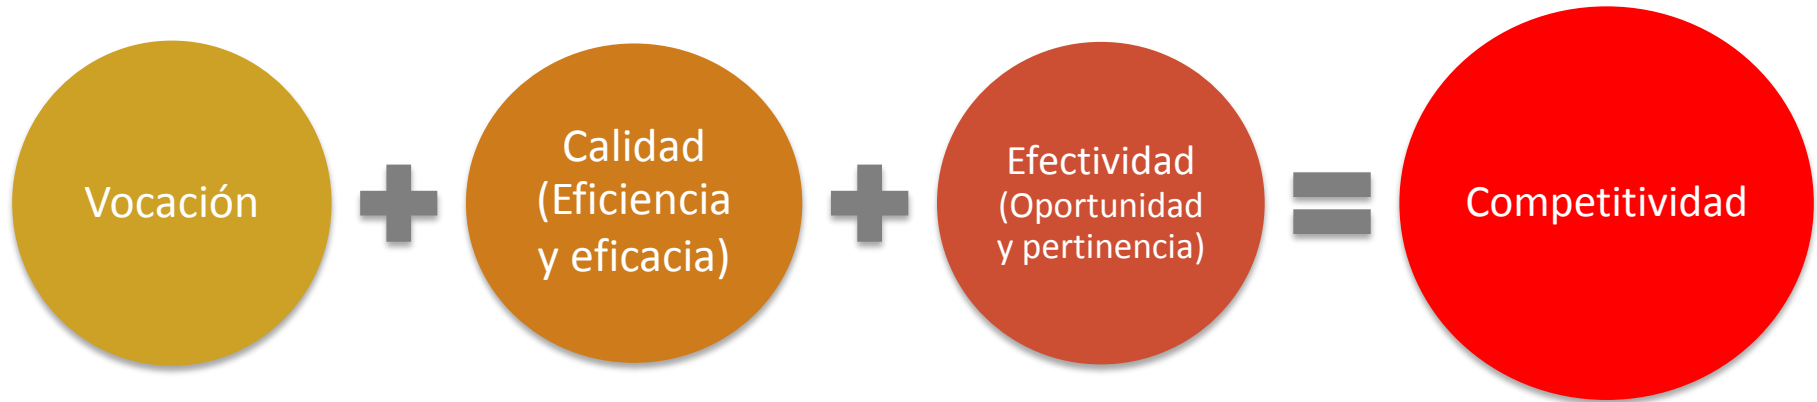 Vocación
Calidad
(Eficiencia
y eficacia)
Efectividad
(Oportunidad
y pertinencia)
Competitividad